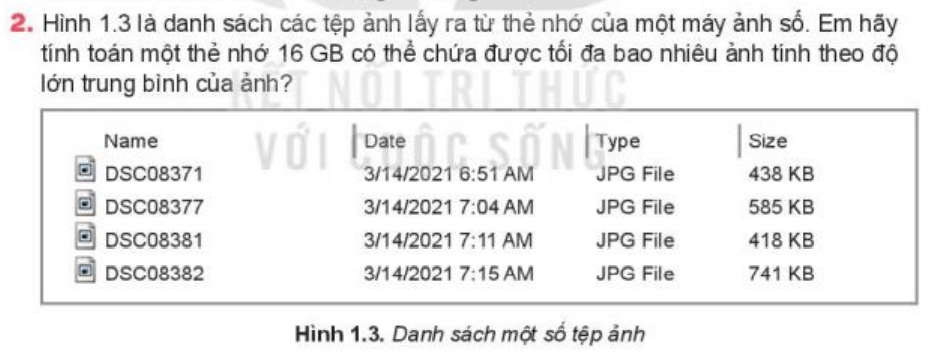 2. Hình 1.3 là danh sách các tệp ảnh lấy ra từ thẻ nhớ của một máy ảnh số. Em hãy
tính toán một thẻ nhớ 16 GB có thể chứa được tối đa bao nhiêu ảnh tính theo độ
lớn trung bình của ảnh?
KẾT NỐI TRI THỨC
VỚI CUỘC SỐNG
Name Date Type Size
DSC08371 3/14/2021 6:51 AM JPG File 438 KB
DSC08377 3/14/2021 7:04 AM JPG File 585 KB
DSC08381 3/14/2021 7:11 AM JPG File 418 KB
DSC08382 3/14/2021 7:15 AM JPG File 741 KB
Hình 1.3. Danh sách một số tệp ảnh